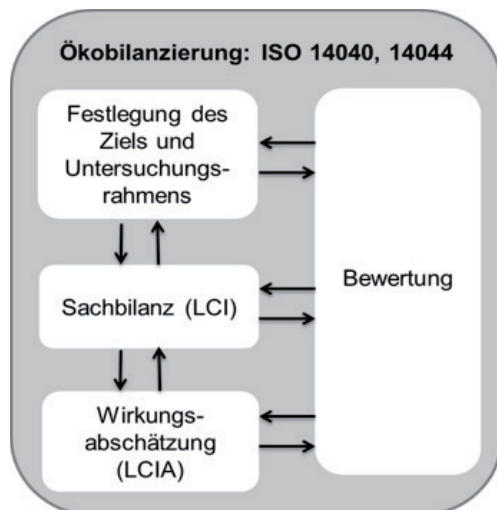 Ökobilanzierung: ISO 14040, 14044
Festlegung des
Ziels und
Untersuchungs-
rahmens
Sachbilanz (LCI)
Wirkungs-
abschätzung
(LCIA)
Bewertung